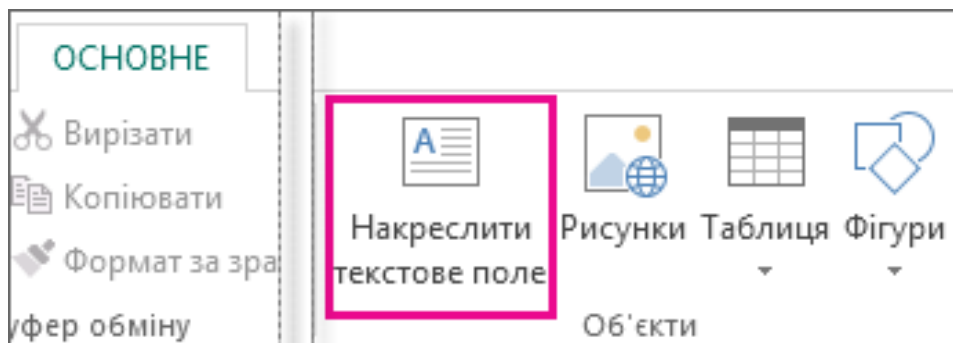 ОСНОВНЕ
Вирізати
Копіювати
Формат за зра
уфер обміну
A
Накреслити
текстове поле
Рисунки
Таблиця
Фігури
Об'єкти